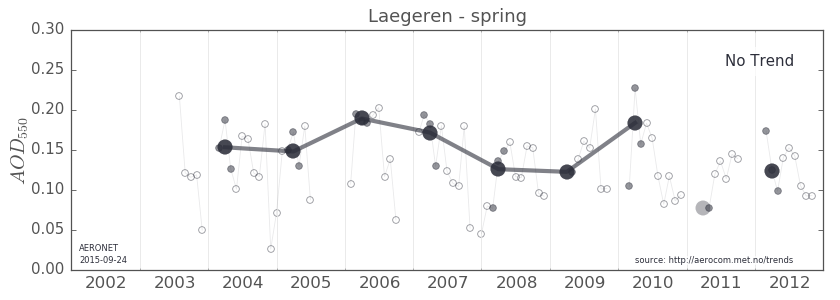 Laegeren - spring
0.30
0.25
0.20
0.15
0.10
0.05
0.00
AOD550
No Trend
AERONET
2015-09-24
source: http://aerocom.met.no/trends
2002 2003 2004 2005 2006 2007 2008 2009 2010 2011 2012